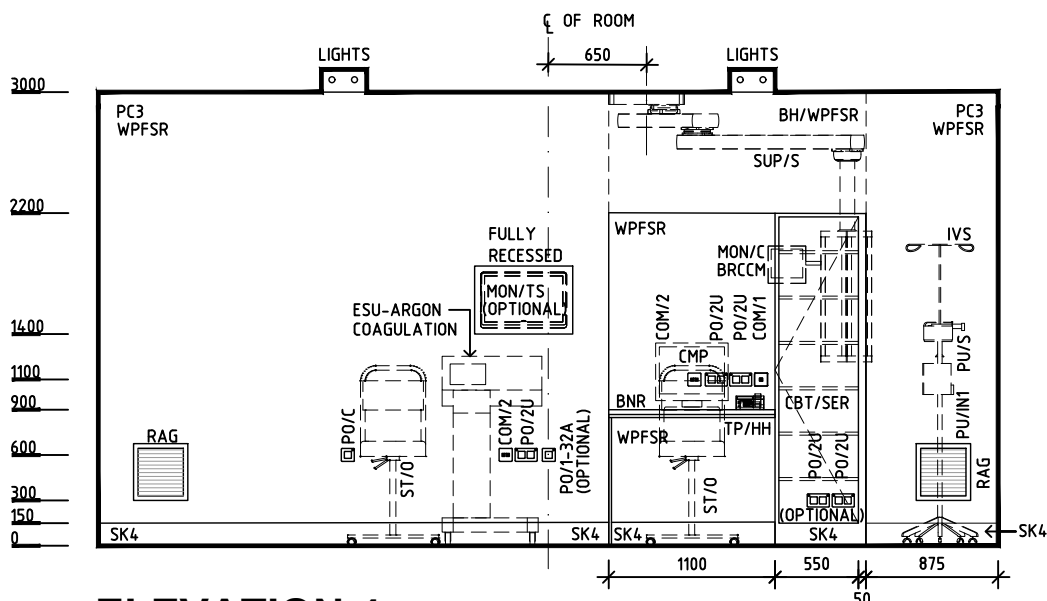 ℄ OF ROOM
LIGHTS
650
LIGHTS
3000
PC3
WPFSR
BH/WPFSR
PC3
WPFSR
SUP/S
2200
WPFSR
FULLY
RECESSED
MON/C
BRCCM
IVS
MON/TS
(OPTIONAL)
ESU-ARGON
COAGULATION
COM/2
PO/2U
PO/2U
COM/1
1400
CMP
PU/S
1100
BNR
CBT/SER
900
PO/C
COM/2
PO/2U
PO/1-32A
(OPTIONAL)
WPFSR
TP/HH
PU/IN1
RAG
600
ST/O
ST/O
PO/2U
PO/2U
RAG
300
(OPTIONAL)
150
SK4
SK4
SK4
SK4
SK4
0
1100
550
875
50
ELEVATION 1